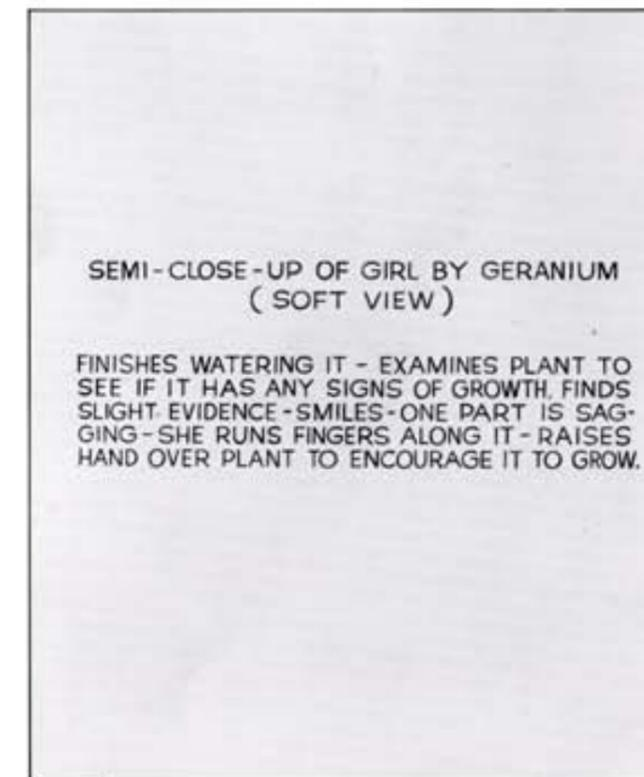 SEMI-CLOSE-UP OF GIRL BY GERANIUM
(SOFT VIEW)
FINISHES WATERING IT - EXAMINES PLANT TO
SEE IF IT HAS ANY SIGNS OF GROWTH. FINDS
SLIGHT EVIDENCE - SMILES - ONE PART IS SAG-
GING - SHE RUNS FINGERS ALONG IT - RAISES
HAND OVER PLANT TO ENCOURAGE IT TO GROW.